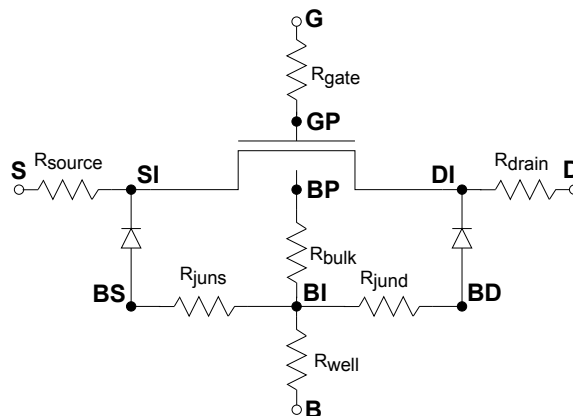 G
Rgate
GP
S
Rsource
SI
BP
DI
Rdrain
D
Rjuns
Rbulk
Rjund
BS
BI
BD
Rwell
B